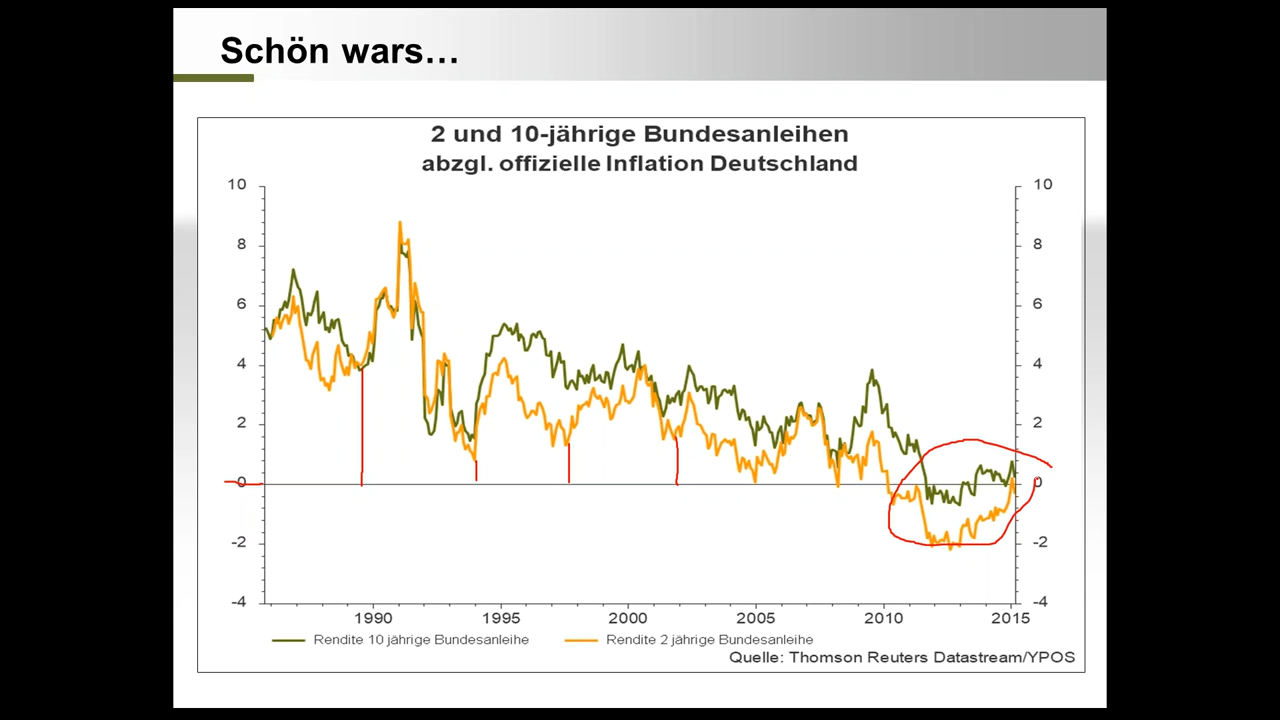 Schön wars…
2 und 10-jährige Bundesanleihen
abzgl. offizielle Inflation Deutschland
10 10
8 8
6 6
4 4
2 2
0 0
-2 -2
-4 -4
1990 1995 2000 2005 2010 2015
Rendite 10 jährige Bundesanleihe Rendite 2 jährige Bundesanleihe
Quelle: Thomson Reuters Datastream/YPOS